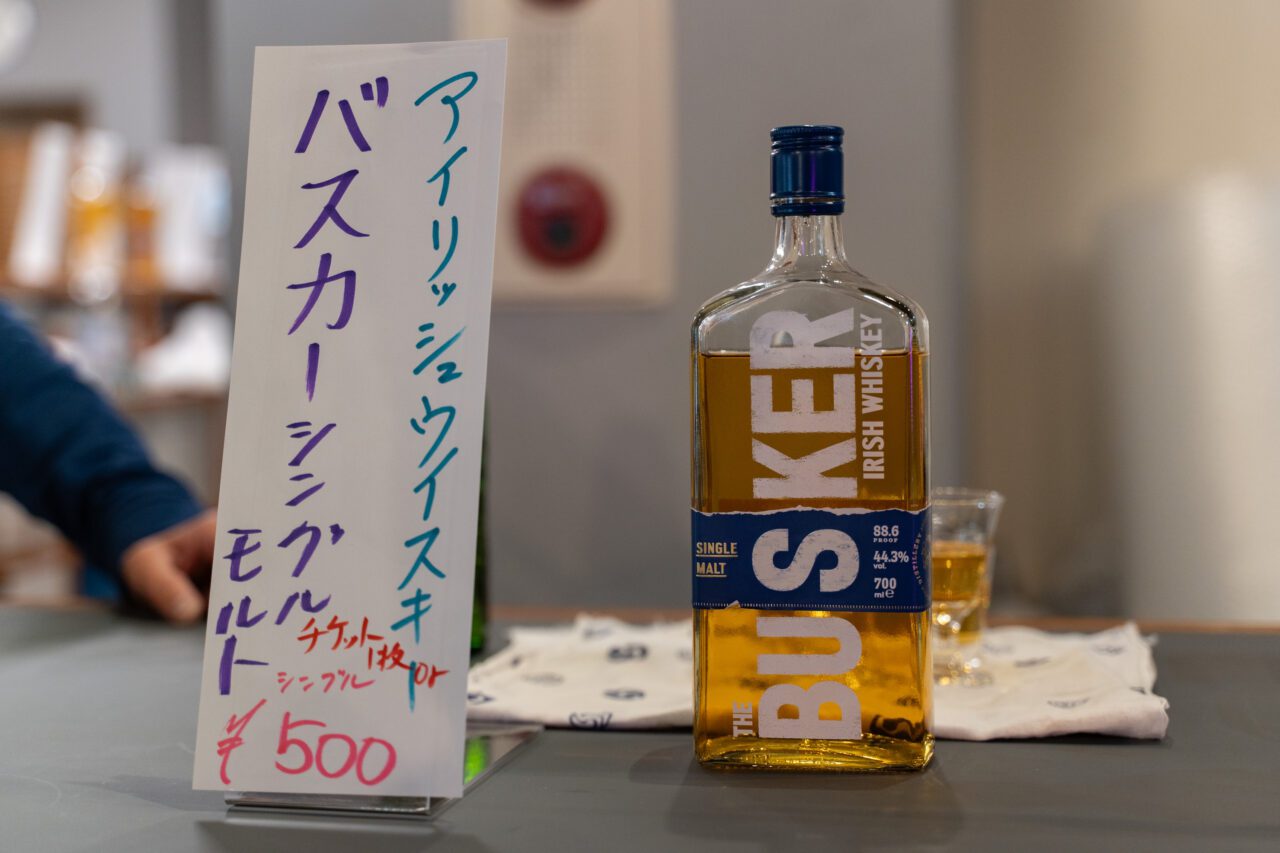 アイリッシュウイスキー
バスカーシングル
モルト
チケット
1枚 or
シングル
¥500
THE BUSKER
IRISH WHISKEY
SINGLE
MALT
88.6
PROOF
44.3%
vol.
700
ml e